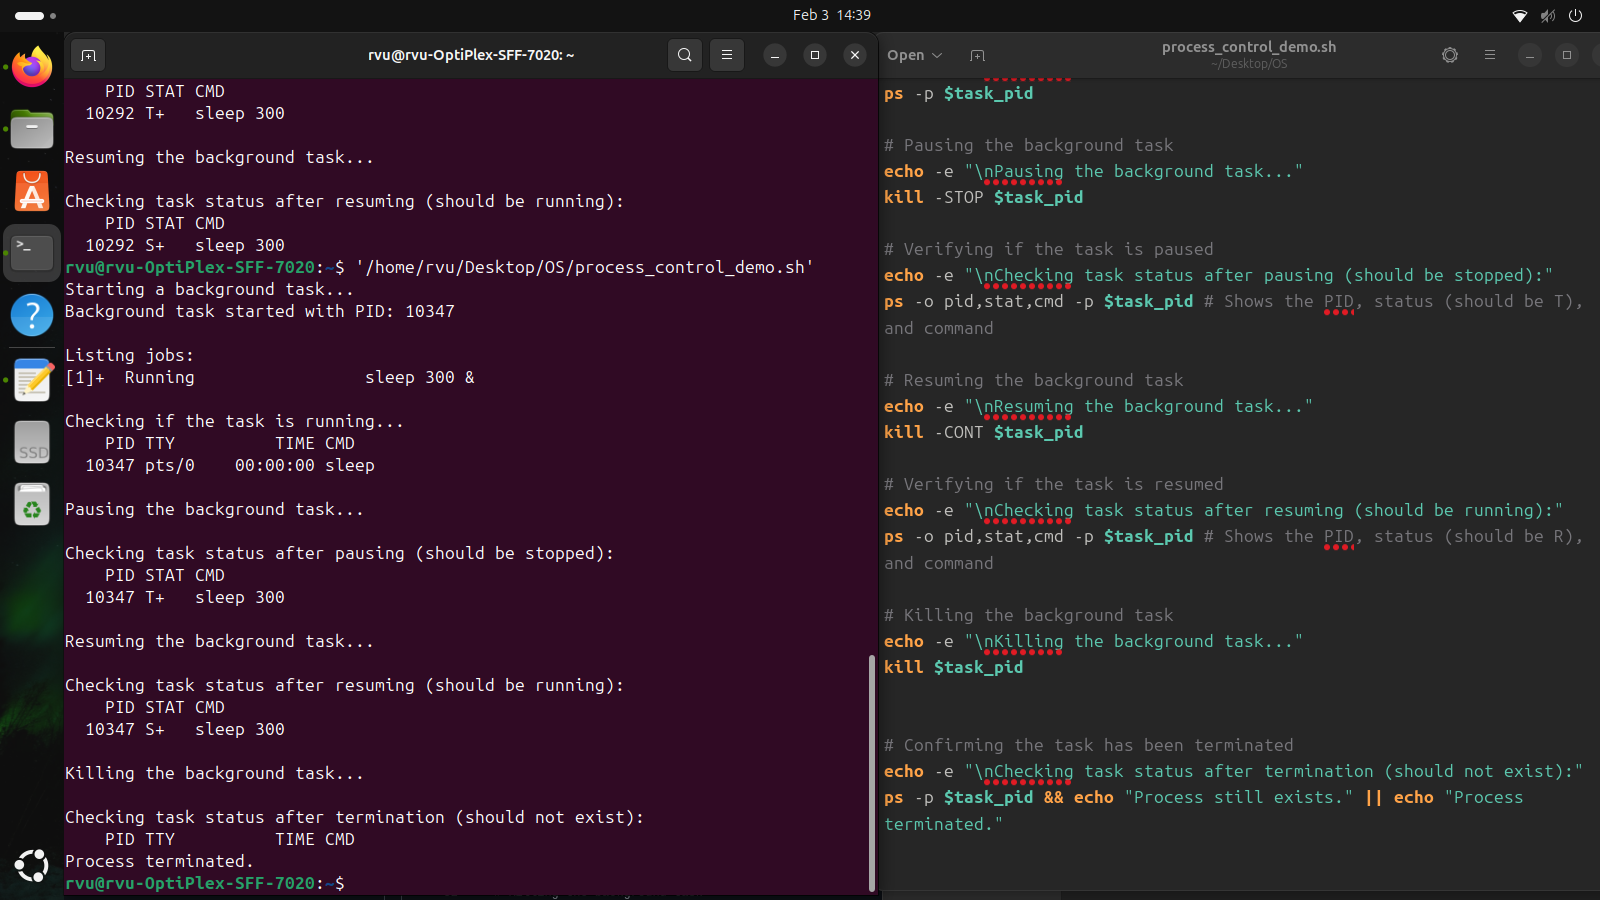 Feb 3 14:39
rvu@rvu-OptiPlex-SFF-7020: ~
    PID STAT CMD
  10292 T+   sleep 300
Resuming the background task...
Checking task status after resuming (should be running):
    PID STAT CMD
  10292 S+   sleep 300
rvu@rvu-OptiPlex-SFF-7020:~$ '/home/rvu/Desktop/OS/process_control_demo.sh'
Starting a background task...
Background task started with PID: 10347
Listing jobs:
[1]+  Running                 sleep 300 &
Checking if the task is running...
    PID TTY          TIME CMD
  10347 pts/0    00:00:00 sleep
Pausing the background task...
Checking task status after pausing (should be stopped):
    PID STAT CMD
  10347 T+   sleep 300
Resuming the background task...
Checking task status after resuming (should be running):
    PID STAT CMD
  10347 S+   sleep 300
Killing the background task...
Checking task status after termination (should not exist):
    PID TTY          TIME CMD
Process terminated.
rvu@rvu-OptiPlex-SFF-7020:~$
Open
process_control_demo.sh
~/Desktop/OS
ps -p $task_pid
# Pausing the background task
echo -e "\nPausing the background task..."
kill -STOP $task_pid
# Verifying if the task is paused
echo -e "\nChecking task status after pausing (should be stopped):"
ps -o pid,stat,cmd -p $task_pid # Shows the PID, status (should be T),
and command
# Resuming the background task
echo -e "\nResuming the background task..."
kill -CONT $task_pid
# Verifying if the task is resumed
echo -e "\nChecking task status after resuming (should be running):"
ps -o pid,stat,cmd -p $task_pid # Shows the PID, status (should be R),
and command
# Killing the background task
echo -e "\nKilling the background task..."
kill $task_pid
# Confirming the task has been terminated
echo -e "\nChecking task status after termination (should not exist):"
ps -p $task_pid && echo "Process still exists." || echo "Process
terminated."
SSD